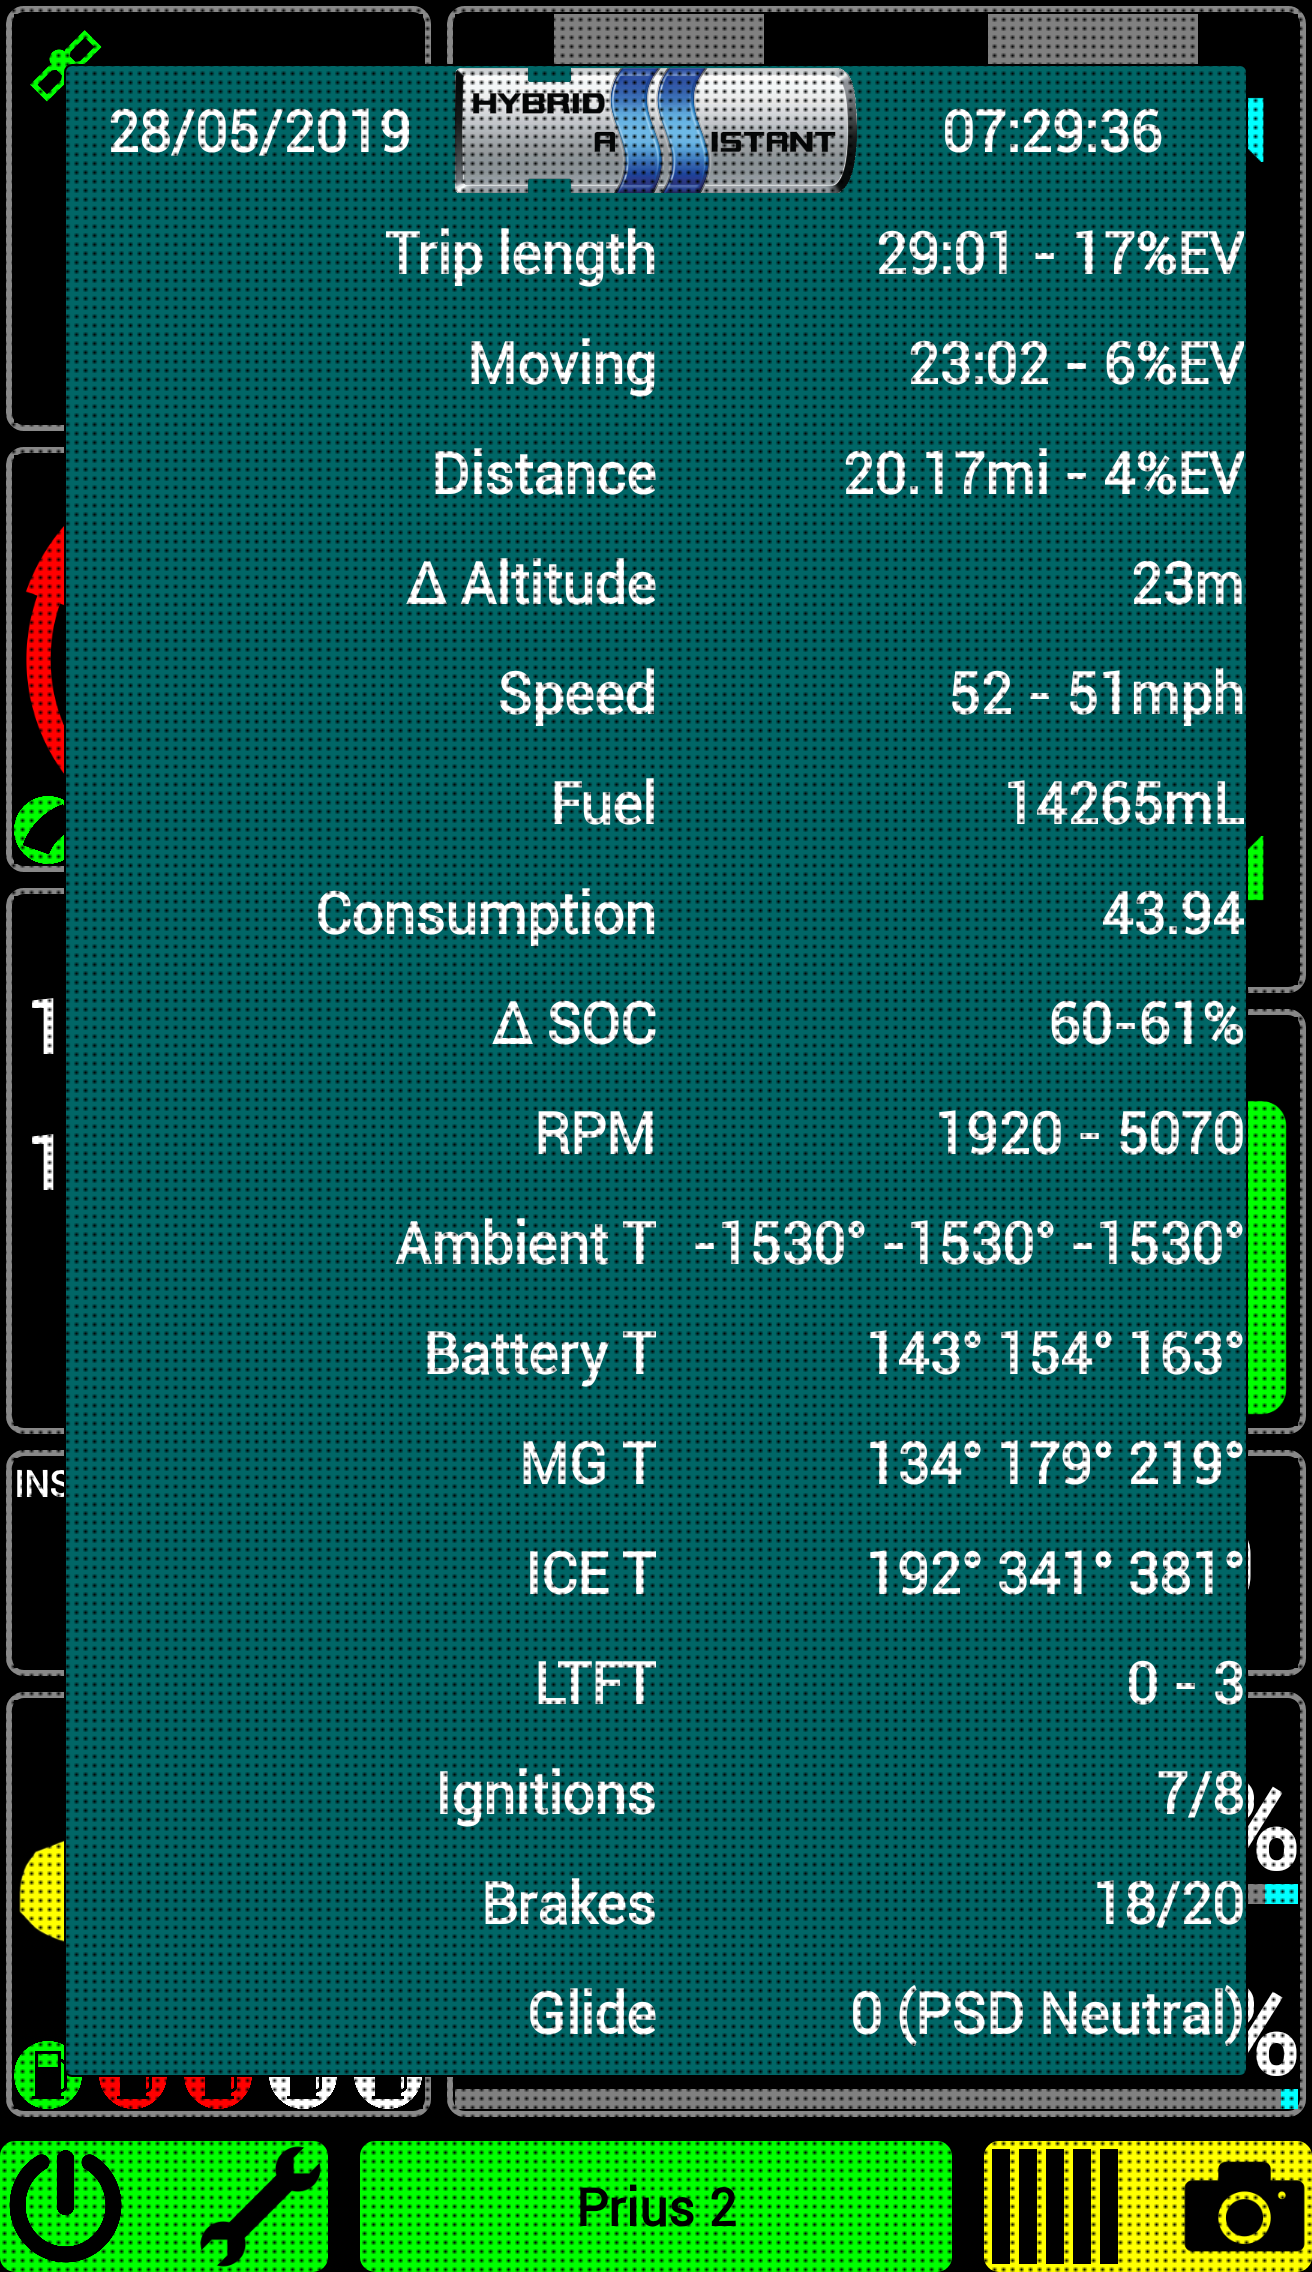 28/05/2019 HYBRID ASSISTANT 07:29:36
Trip length 29:01 - 17%EV
Moving 23:02 - 6%EV
Distance 20.17mi - 4%EV
Δ Altitude 23m
Speed 52 - 51mph
Fuel 14265mL
Consumption 43.94
Δ SOC 60-61%
1
RPM 1920 - 5070
1
Ambient T -1530° -1530° -1530°
Battery T 143° 154° 163°
MG T 134° 179° 219°
INS
ICE T 192° 341° 381°
LTFT 0 - 3
Ignitions 7/8
%
Brakes 18/20
Glide 0 (PSD Neutral)
%
Prius 2